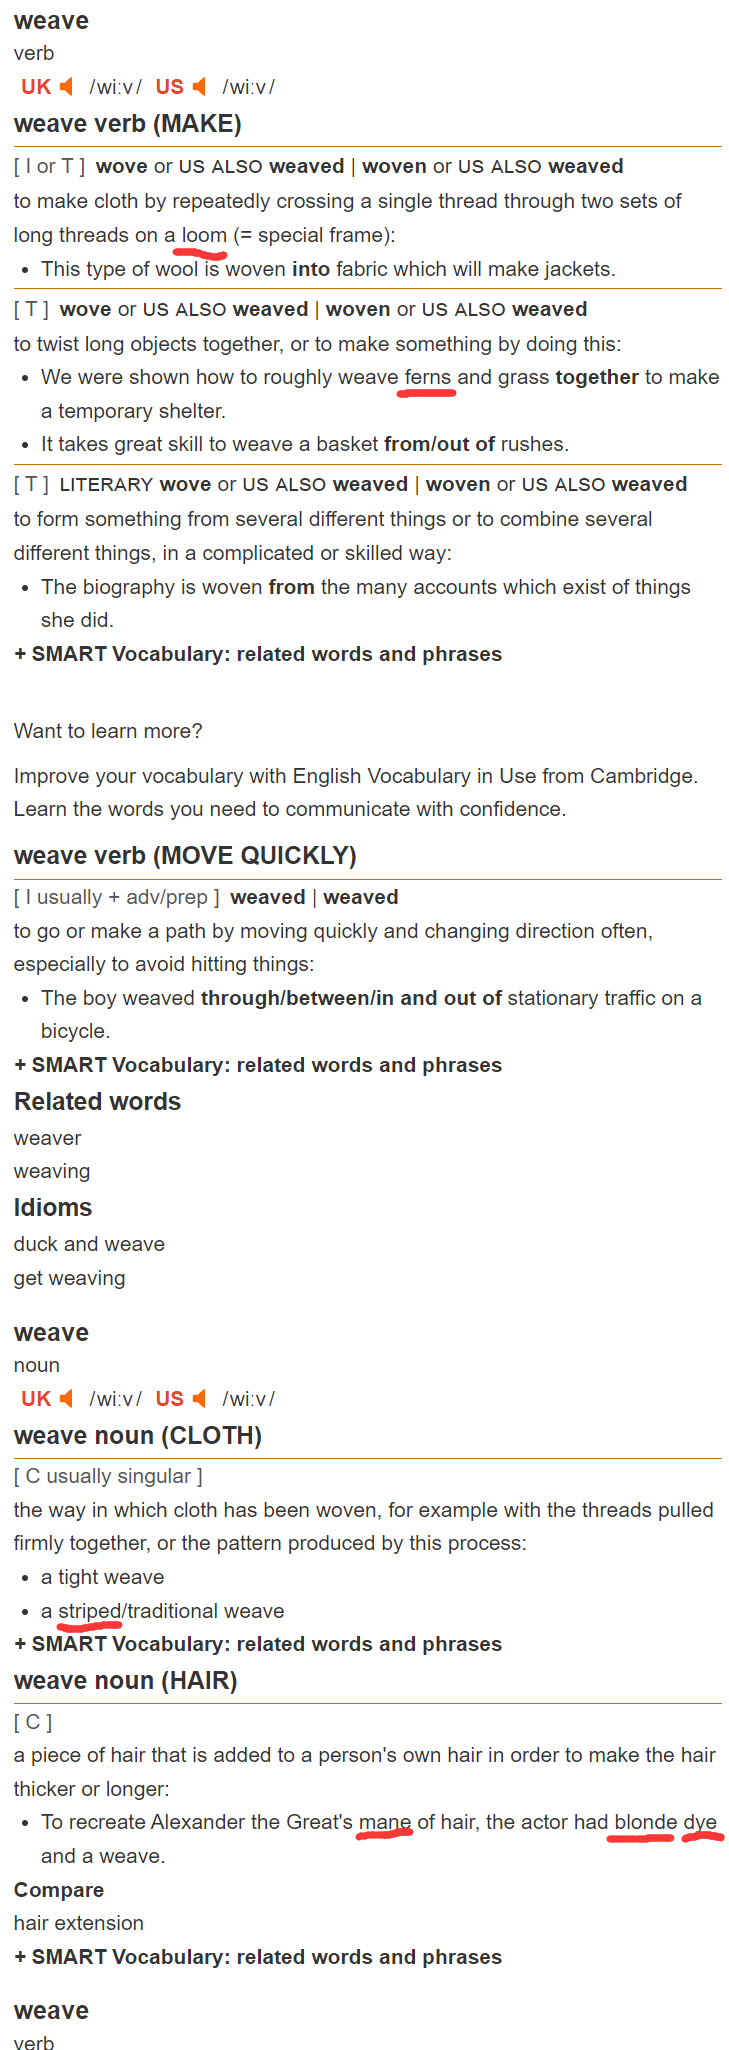 weave
verb
UK /wiːv/ US /wiːv/
weave verb (MAKE)
[ I or T ] wove or US ALSO weaved | woven or US ALSO weaved
to make cloth by repeatedly crossing a single thread through two sets of
long threads on a loom (= special frame):
• This type of wool is woven into fabric which will make jackets.
[ T ] wove or US ALSO weaved | woven or US ALSO weaved
to twist long objects together, or to make something by doing this:
• We were shown how to roughly weave ferns and grass together to make
a temporary shelter.
• It takes great skill to weave a basket from/out of rushes.
[ T ] LITERARY wove or US ALSO weaved | woven or US ALSO weaved
to form something from several different things or to combine several
different things, in a complicated or skilled way:
• The biography is woven from the many accounts which exist of things
she did.
+ SMART Vocabulary: related words and phrases
Want to learn more?
Improve your vocabulary with English Vocabulary in Use from Cambridge.
Learn the words you need to communicate with confidence.
weave verb (MOVE QUICKLY)
[ I usually + adv/prep ] weaved | weaved
to go or make a path by moving quickly and changing direction often,
especially to avoid hitting things:
• The boy weaved through/between/in and out of stationary traffic on a
bicycle.
+ SMART Vocabulary: related words and phrases
Related words
weaver
weaving
Idioms
duck and weave
get weaving
weave
noun
UK /wiːv/ US /wiːv/
weave noun (CLOTH)
[ C usually singular ]
the way in which cloth has been woven, for example with the threads pulled
firmly together, or the pattern produced by this process:
• a tight weave
• a striped/traditional weave
+ SMART Vocabulary: related words and phrases
weave noun (HAIR)
[ C ]
a piece of hair that is added to a person's own hair in order to make the hair
thicker or longer:
• To recreate Alexander the Great's mane of hair, the actor had blonde dye
and a weave.
Compare
hair extension
+ SMART Vocabulary: related words and phrases
weave
verb